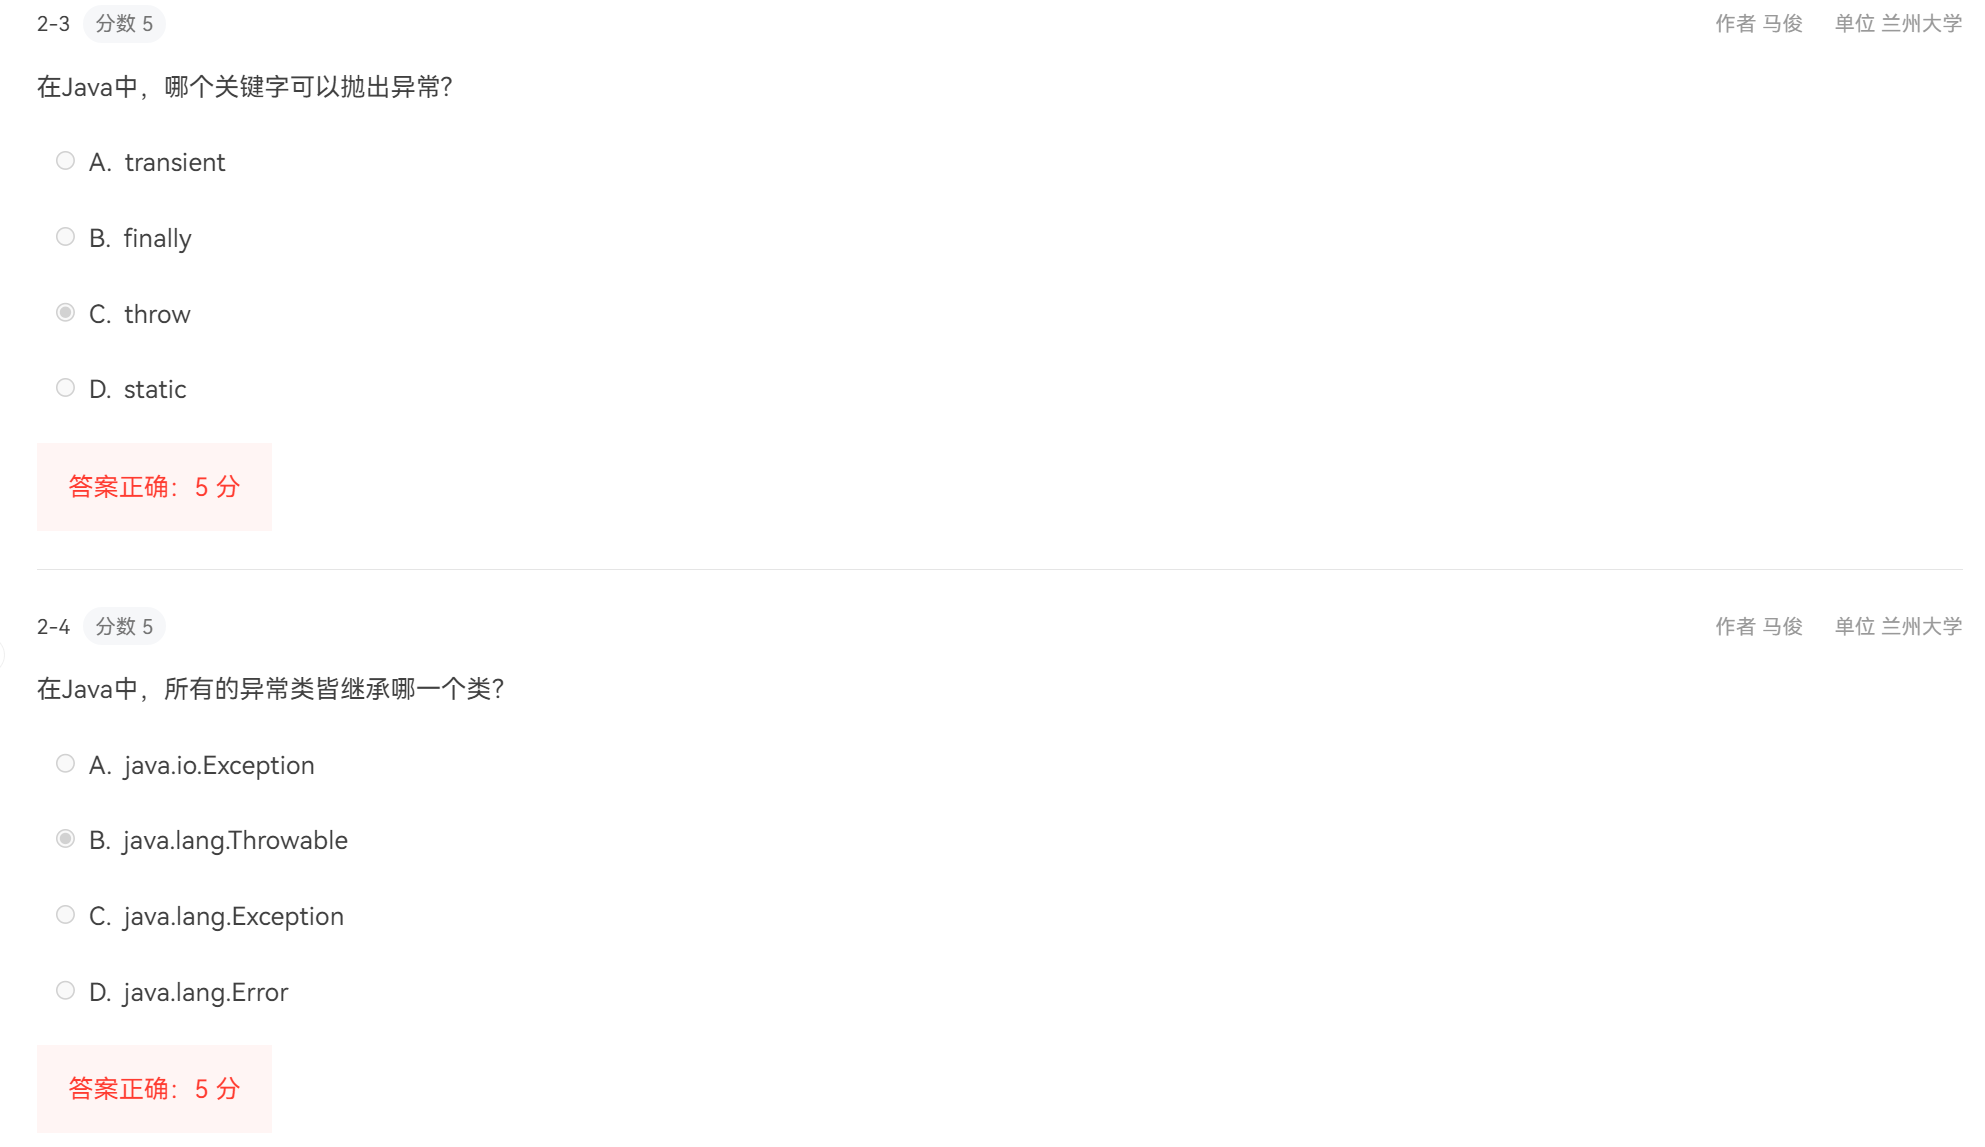 2-3 分数 5 作者 马俊 单位 兰州大学
在Java中，哪个关键字可以抛出异常？
A. transient
B. finally
C. throw
D. static
答案正确：5 分
2-4 分数 5 作者 马俊 单位 兰州大学
在Java中，所有的异常类皆继承哪一个类？
A. java.io.Exception
B. java.lang.Throwable
C. java.lang.Exception
D. java.lang.Error
答案正确：5 分